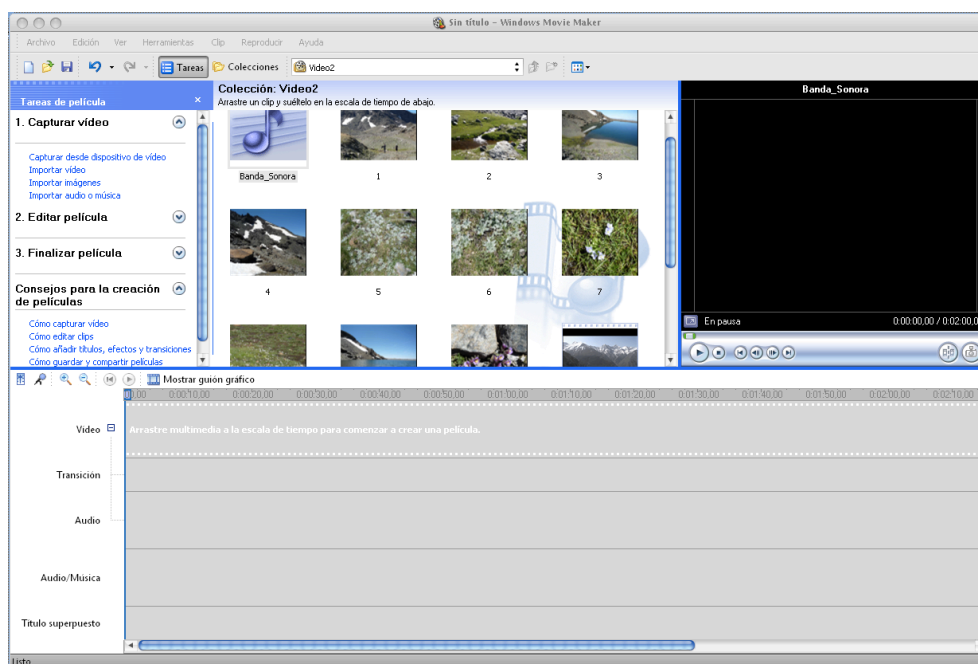 Sin título - Windows Movie Maker
Archivo Edición Ver Herramientas Clip Reproducir Ayuda
Tareas Colecciones Video2
Tareas de película
Colección: Video2
Arrastre un clip y suéltelo en la escala de tiempo de abajo.
Banda_Sonora
1. Capturar vídeo
Capturar desde dispositivo de vídeo
Importar vídeo
Importar imágenes
Importar audio o música
2. Editar película
3. Finalizar película
Consejos para la creación
de películas
Cómo capturar vídeo
Cómo editar clips
Cómo añadir títulos, efectos y transiciones
Cómo guardar y compartir películas
Banda_Sonora 1 2 3
4 5 6 7
En pausa 0:00:00,00 / 0:02:00,0
Mostrar guión gráfico
0,00 0:00:10,00 0:00:20,00 0:00:30,00 0:00:40,00 0:00:50,00 0:01:00,00 0:01:10,00 0:01:20,00 0:01:30,00 0:01:40,00 0:01:50,00 0:02:00,00 0:02:10,00
Vídeo
Arrastre multimedia a la escala de tiempo para comenzar a crear una película.
Transición
Audio
Audio/Música
Título superpuesto
Listo